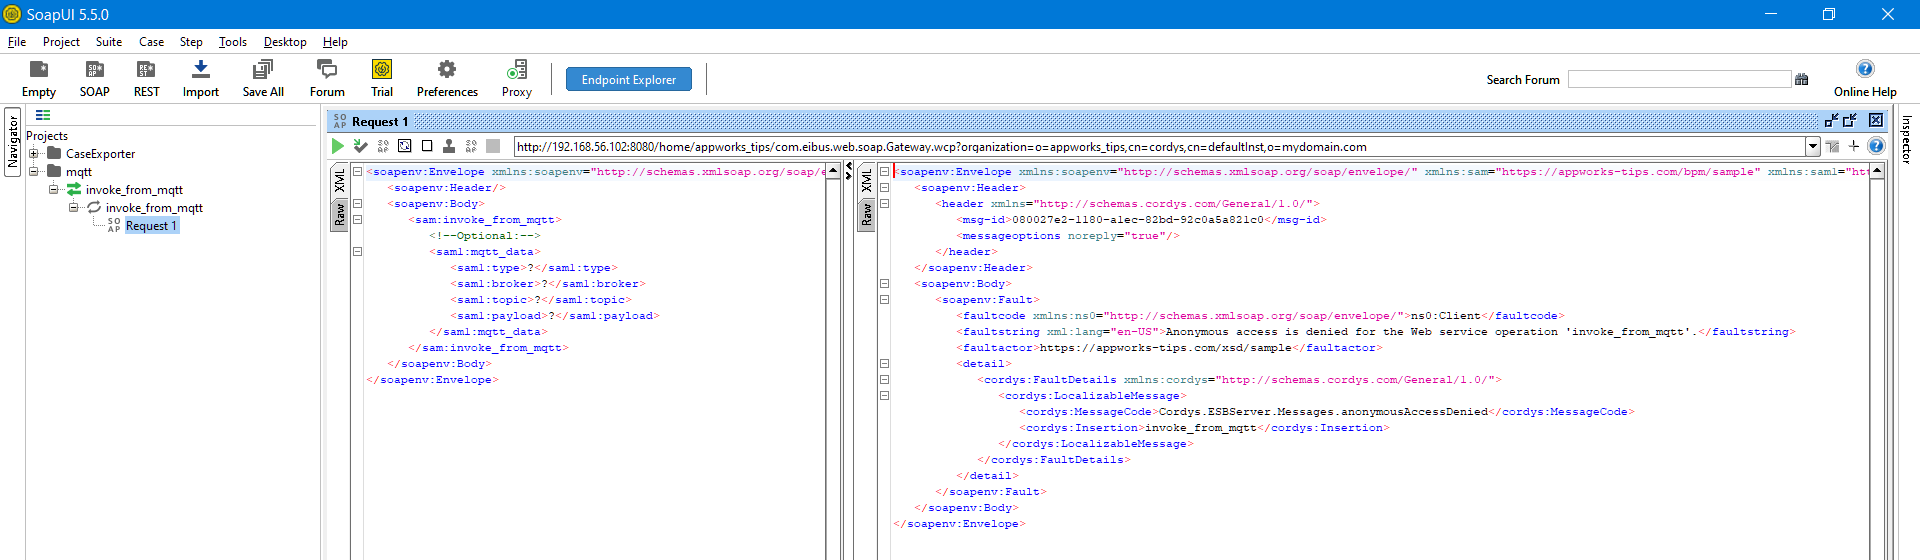 SoapUI 5.5.0
File Project Suite Case Step Tools Desktop Help
Empty SOAP REST Import Save All Forum Trial Preferences Proxy Endpoint Explorer Search Forum Online Help
Navigator
Projects
CaseExporter
mqtt
invoke_from_mqtt
invoke_from_mqtt
SO AP Request 1
SO AP Request 1
http://192.168.56.102:8080/home/appworks_tips/com.eibus.web.soap.Gateway.wcp?organization=o=appworks_tips,cn=cordys,cn=defaultInst,o=mydomain.com
XML
Raw
<soapenv:Envelope xmlns:soapenv="http://schemas.xmlsoap.org/soap/e
<soapenv:Header/>
<soapenv:Body>
<sam:invoke_from_mqtt>
<!--Optional:-->
<saml:mqtt_data>
<saml:type>?</saml:type>
<saml:broker>?</saml:broker>
<saml:topic>?</saml:topic>
<saml:payload>?</saml:payload>
</saml:mqtt_data>
</sam:invoke_from_mqtt>
</soapenv:Body>
</soapenv:Envelope>
XML
Raw
<soapenv:Envelope xmlns:soapenv="http://schemas.xmlsoap.org/soap/envelope/" xmlns:sam="https://appworks-tips.com/bpm/sample" xmlns:saml="htt
<soapenv:Header>
<header xmlns="http://schemas.cordys.com/General/1.0/">
<msg-id>080027e2-1180-a1ec-82bd-92c0a5a821c0</msg-id>
<messageoptions noreply="true"/>
</header>
</soapenv:Header>
<soapenv:Body>
<soapenv:Fault>
<faultcode xmlns:ns0="http://schemas.xmlsoap.org/soap/envelope/">ns0:Client</faultcode>
<faultstring xml:lang="en-US">Anonymous access is denied for the Web service operation 'invoke_from_mqtt'.</faultstring>
<faultactor>https://appworks-tips.com/xsd/sample</faultactor>
<detail>
<cordys:FaultDetails xmlns:cordys="http://schemas.cordys.com/General/1.0/">
<cordys:LocalizableMessage>
<cordys:MessageCode>Cordys.ESBServer.Messages.anonymousAccessDenied</cordys:MessageCode>
<cordys:Insertion>invoke_from_mqtt</cordys:Insertion>
</cordys:LocalizableMessage>
</cordys:FaultDetails>
</detail>
</soapenv:Fault>
</soapenv:Body>
</soapenv:Envelope>
Inspector